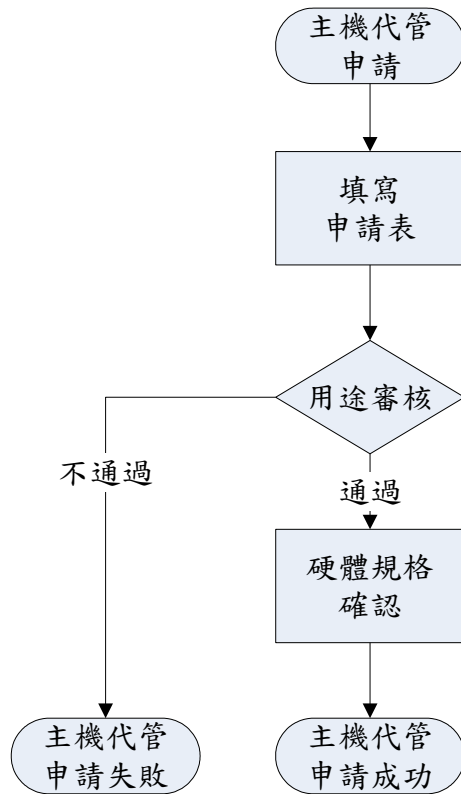 主機代管
申請
填寫
申請表
用途審核
不通過
通過
硬體規格
確認
主機代管
申請失敗
主機代管
申請成功